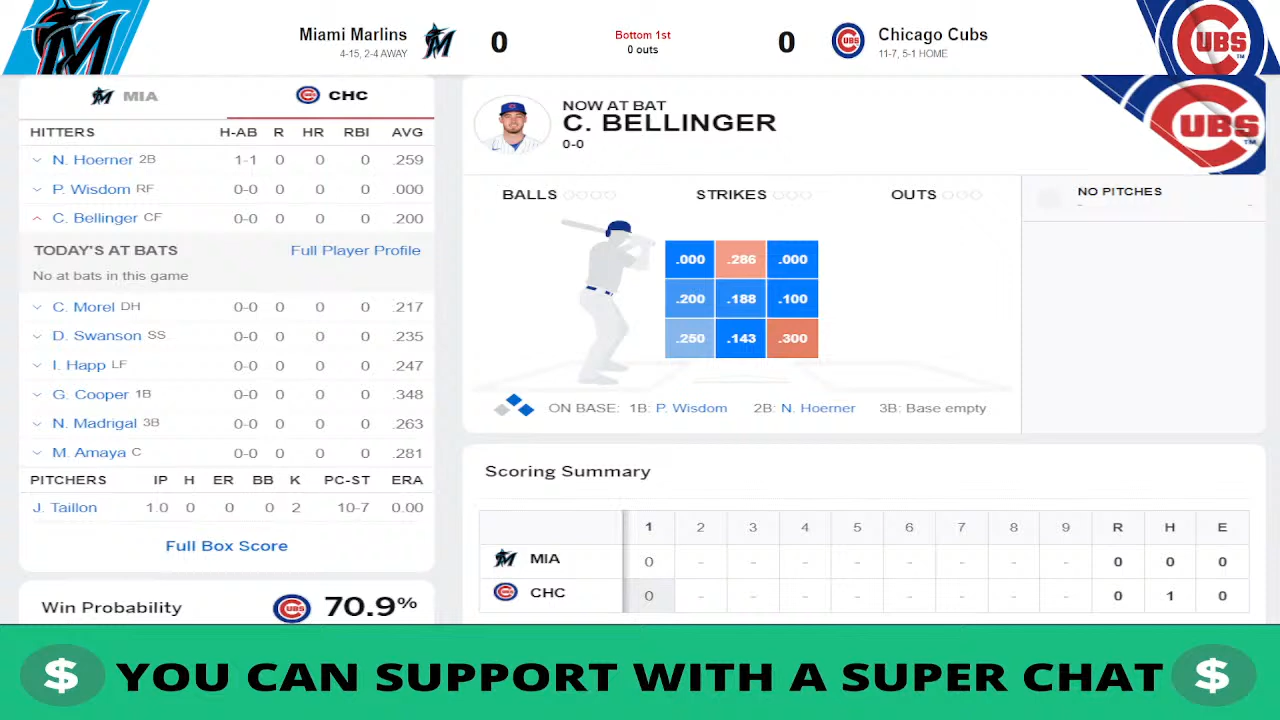 Miami Marlins
4-15, 2-4 AWAY
0
Bottom 1st
0 outs
0
Chicago Cubs
11-7, 5-1 HOME
CUBS
TM
MIA
CHC
HITTERS H-AB R HR RBI AVG
N. Hoerner 2B 1-1 0 0 0 .259
P. Wisdom RF 0-0 0 0 0 .000
C. Bellinger CF 0-0 0 0 0 .200
TODAY'S AT BATS Full Player Profile
No at bats in this game
C. Morel DH 0-0 0 0 0 .217
D. Swanson SS 0-0 0 0 0 .235
I. Happ LF 0-0 0 0 0 .247
G. Cooper 1B 0-0 0 0 0 .348
N. Madrigal 3B 0-0 0 0 0 .263
M. Amaya C 0-0 0 0 0 .281
PITCHERS IP H ER BB K PC-ST ERA
J. Taillon 1.0 0 0 0 2 10-7 0.00
Full Box Score
Win Probability CUBS 70.9%
NOW AT BAT
C. BELLINGER
0-0
CUBS
TM
BALLS STRIKES OUTS
NO PITCHES
- -
.000 .286 .000
.200 .188 .100
.250 .143 .300
ON BASE: 1B: P. Wisdom 2B: N. Hoerner 3B: Base empty
Scoring Summary
1 2 3 4 5 6 7 8 9 R H E
MIA 0 - - - - - - - - 0 0 0
CHC 0 - - - - - - - - 0 1 0
$ YOU CAN SUPPORT WITH A SUPER CHAT $